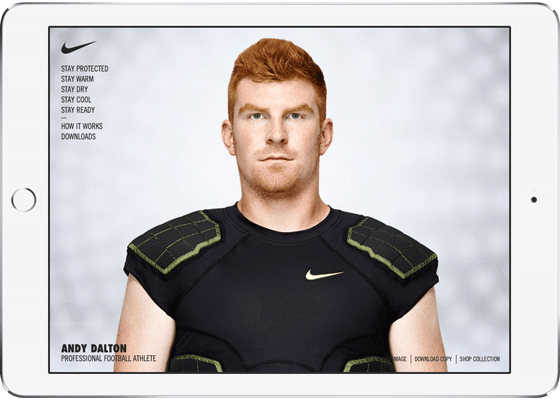 STAY PROTECTED
STAY WARM
STAY DRY
STAY COOL
STAY READY
HOW IT WORKS
DOWNLOADS
ANDY DALTON
PROFESSIONAL FOOTBALL ATHLETE
IMAGE | DOWNLOAD COPY | SHOP COLLECTION